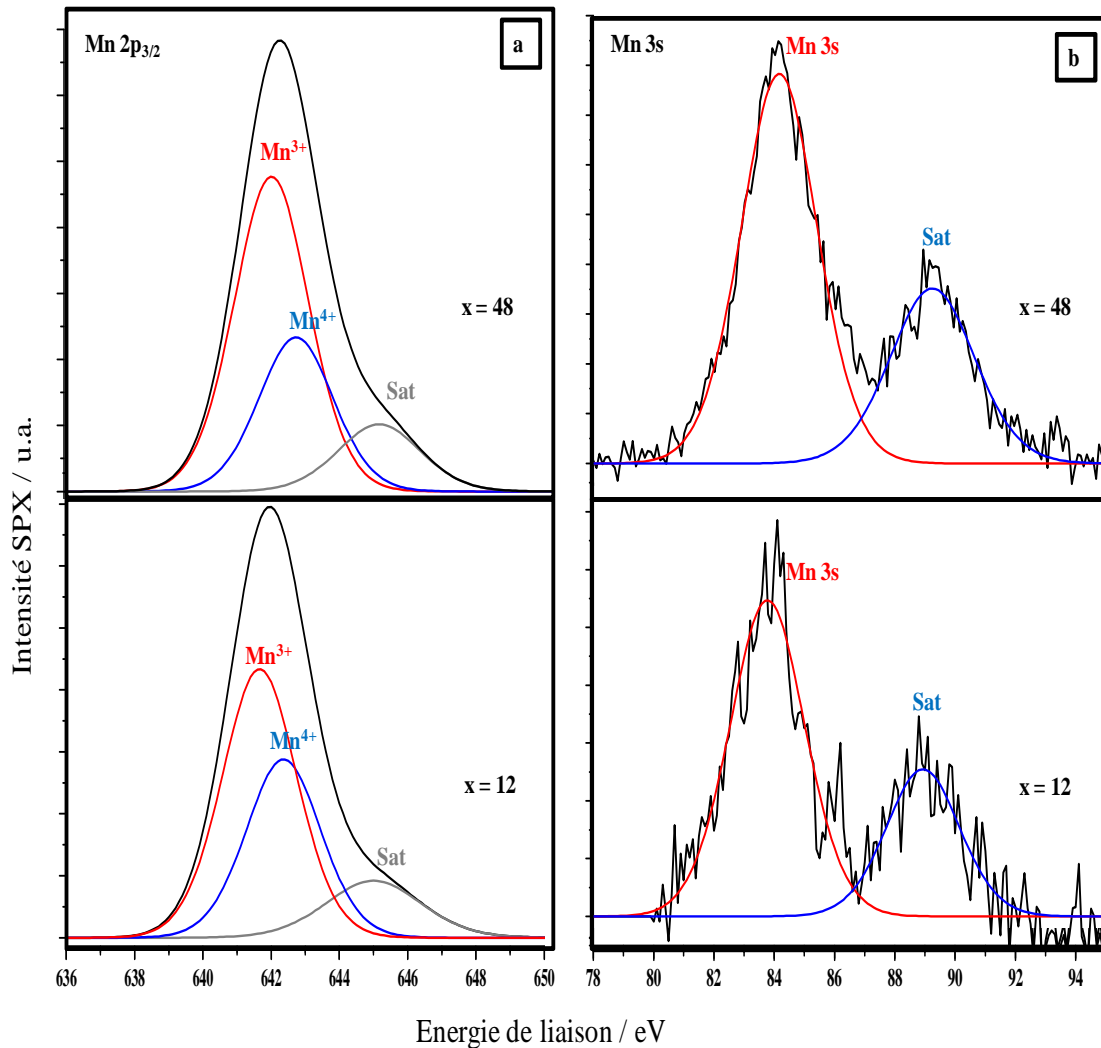 Mn 2p3/2
a
Mn³⁺
Mn⁴⁺
Sat
x = 48
Mn³⁺
Mn⁴⁺
Sat
x = 12
636 638 640 642 644 646 648 650
Mn 3s
b
Mn 3s
Sat
x = 48
Mn 3s
Sat
x = 12
78 80 82 84 86 88 90 92 94
Intensité SPX / u.a.
Energie de liaison / eV